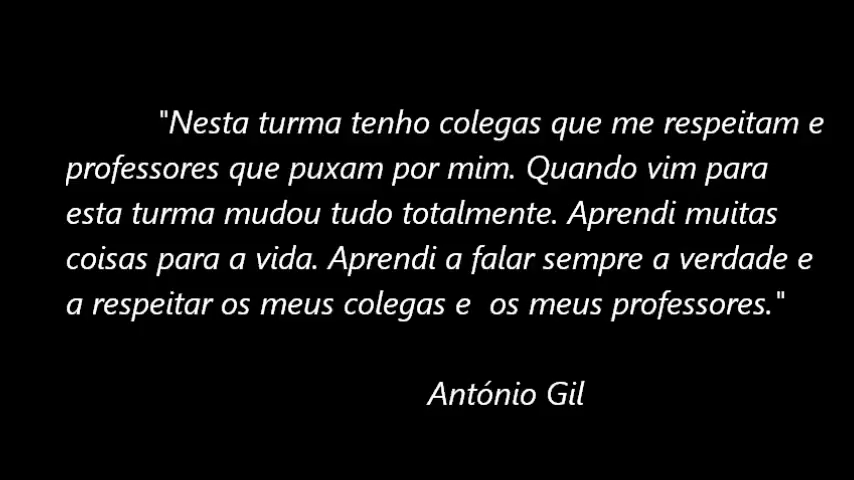 "Nesta turma tenho colegas que me respeitam e
professores que puxam por mim. Quando vim para
esta turma mudou tudo totalmente. Aprendi muitas
coisas para a vida. Aprendi a falar sempre a verdade e
a respeitar os meus colegas e  os meus professores."
António Gil